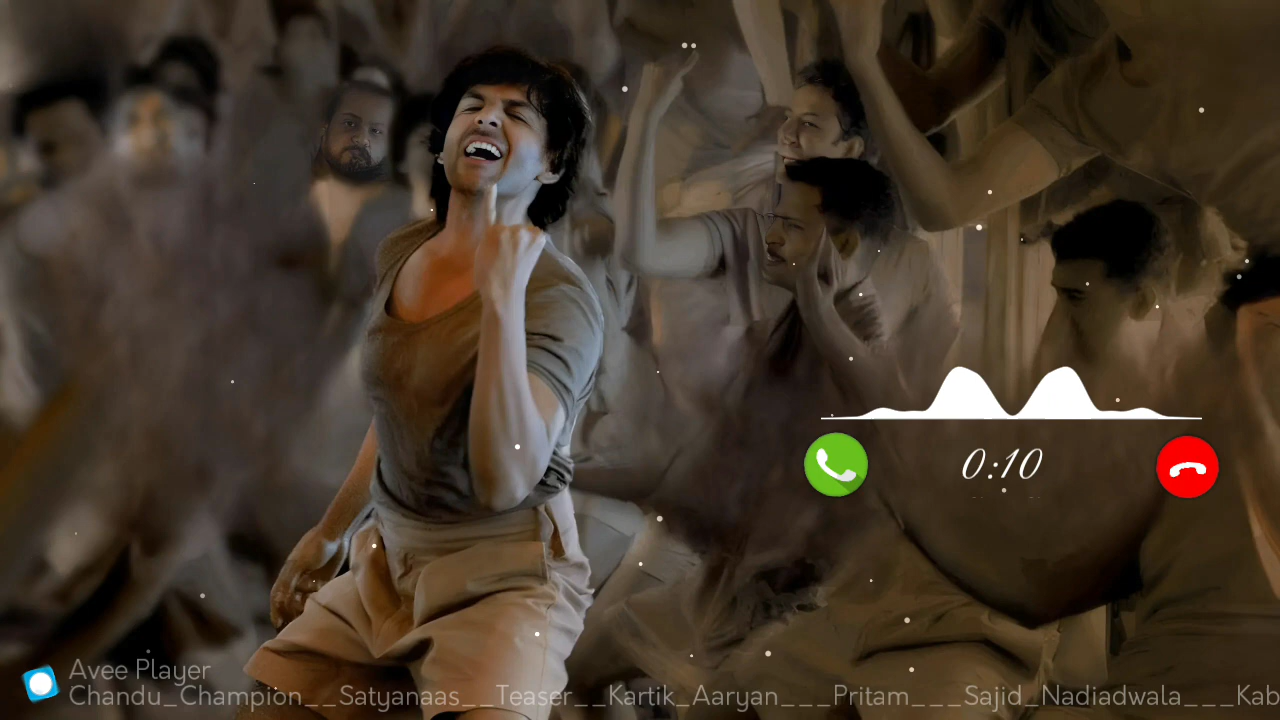 0:10
Avee Player
Chandu_Champion__Satyanaas__Teaser__Kartik_Aaryan___Pritam___Sajid_Nadiadwala___Kab